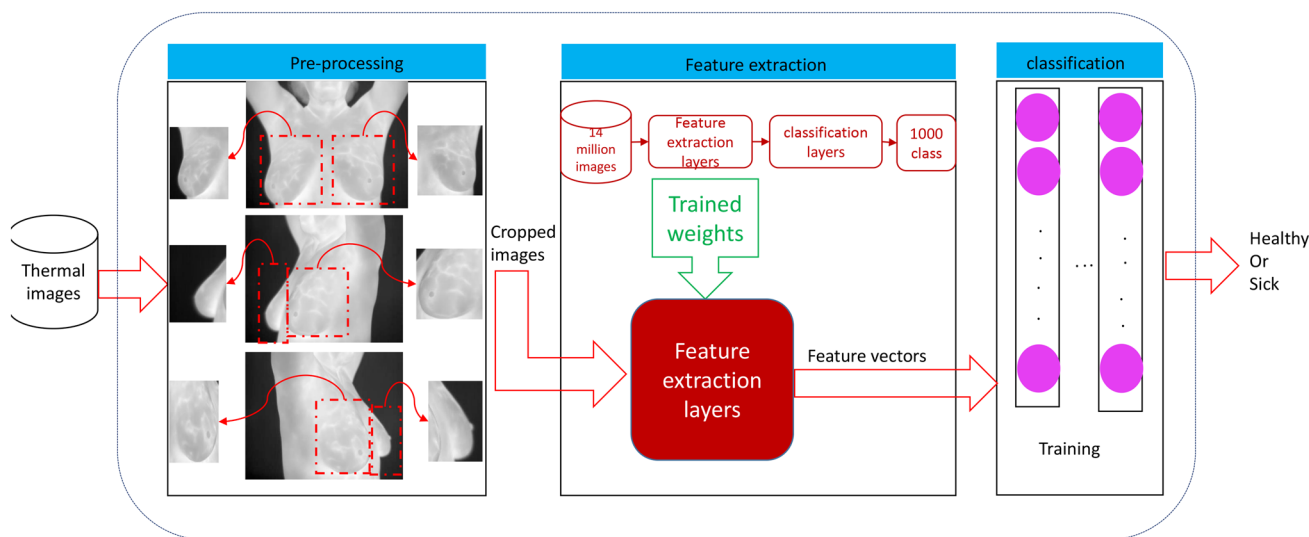 Pre-processing
Feature extraction
classification
14
million
images
Feature
extraction
layers
classification
layers
1000
class
Trained
weights
Thermal
images
Cropped
images
Feature
extraction
layers
Feature vectors
Healthy
Or
Sick
...
Training